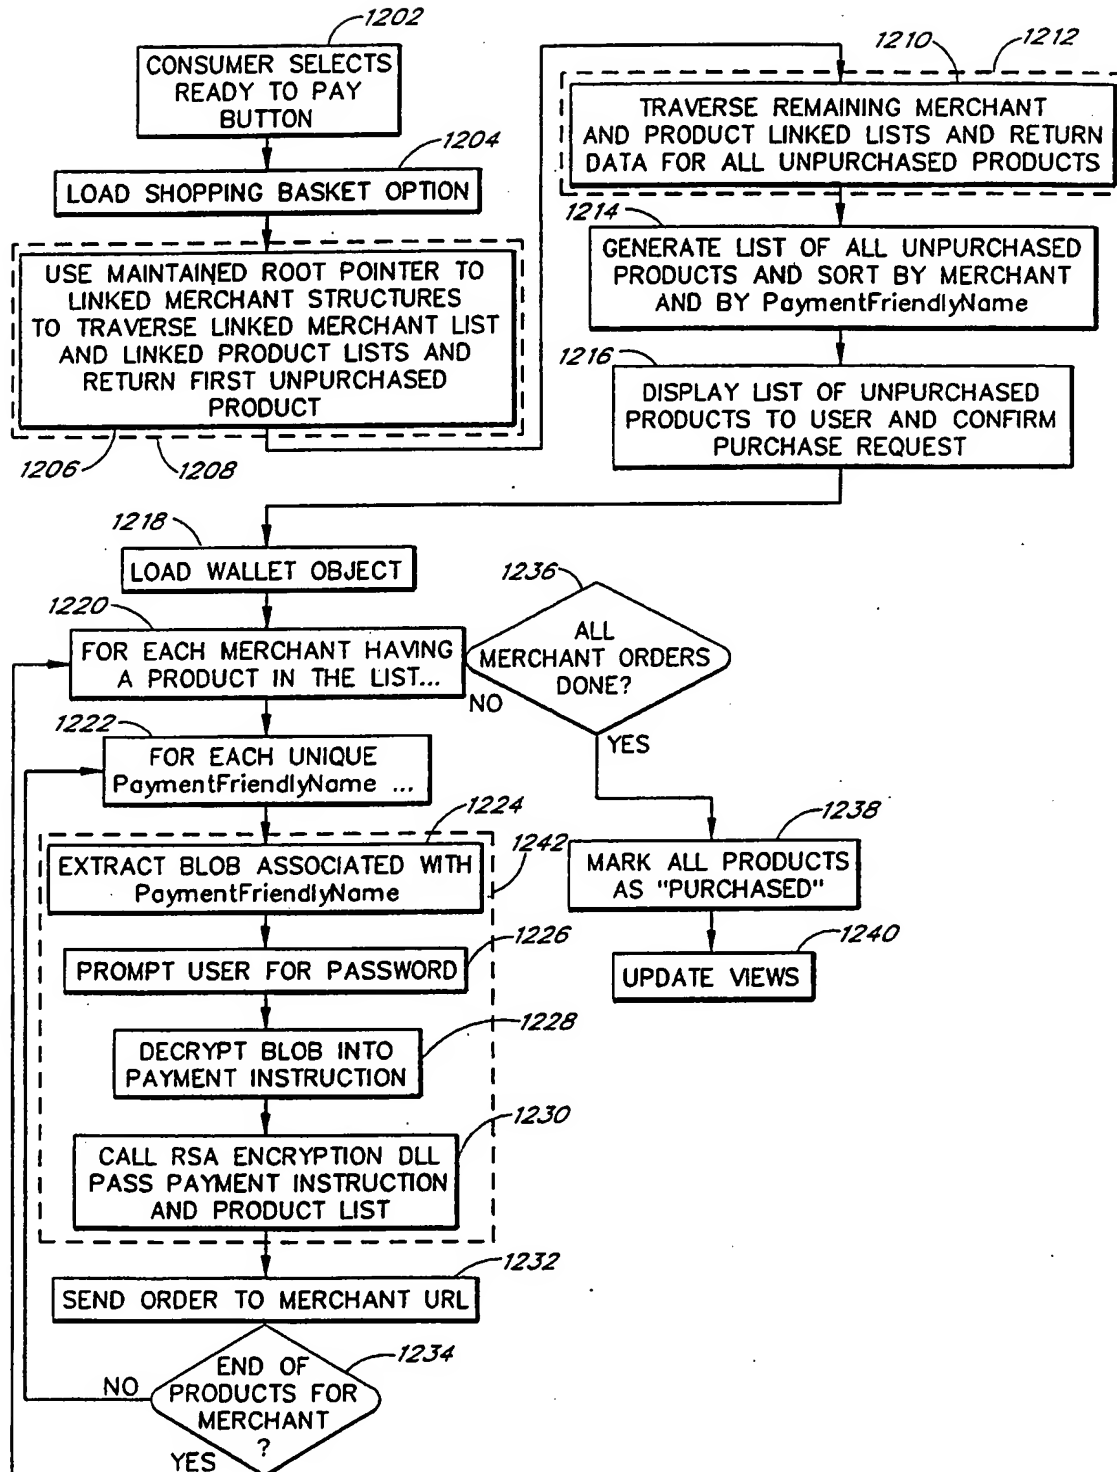 1202
CONSUMER SELECTS
READY TO PAY
BUTTON
1204
LOAD SHOPPING BASKET OPTION
USE MAINTAINED ROOT POINTER TO
LINKED MERCHANT STRUCTURES
TO TRAVERSE LINKED MERCHANT LIST
AND LINKED PRODUCT LISTS AND
RETURN FIRST UNPURCHASED
PRODUCT
1206
1208
1210
1212
TRAVERSE REMAINING MERCHANT
AND PRODUCT LINKED LISTS AND RETURN
DATA FOR ALL UNPURCHASED PRODUCTS
1214
GENERATE LIST OF ALL UNPURCHASED
PRODUCTS AND SORT BY MERCHANT
AND BY PaymentFriendlyName
1216
DISPLAY LIST OF UNPURCHASED
PRODUCTS TO USER AND CONFIRM
PURCHASE REQUEST
1218
LOAD WALLET OBJECT
1220
FOR EACH MERCHANT HAVING
A PRODUCT IN THE LIST...
1236
ALL
MERCHANT ORDERS
DONE?
NO
YES
1222
FOR EACH UNIQUE
PaymentFriendlyName ...
1224
EXTRACT BLOB ASSOCIATED WITH
PaymentFriendlyName
1242
1226
PROMPT USER FOR PASSWORD
1228
DECRYPT BLOB INTO
PAYMENT INSTRUCTION
1230
CALL RSA ENCRYPTION DLL
PASS PAYMENT INSTRUCTION
AND PRODUCT LIST
1238
MARK ALL PRODUCTS
AS "PURCHASED"
1240
UPDATE VIEWS
1232
SEND ORDER TO MERCHANT URL
1234
END OF
PRODUCTS FOR
MERCHANT
?
NO
YES